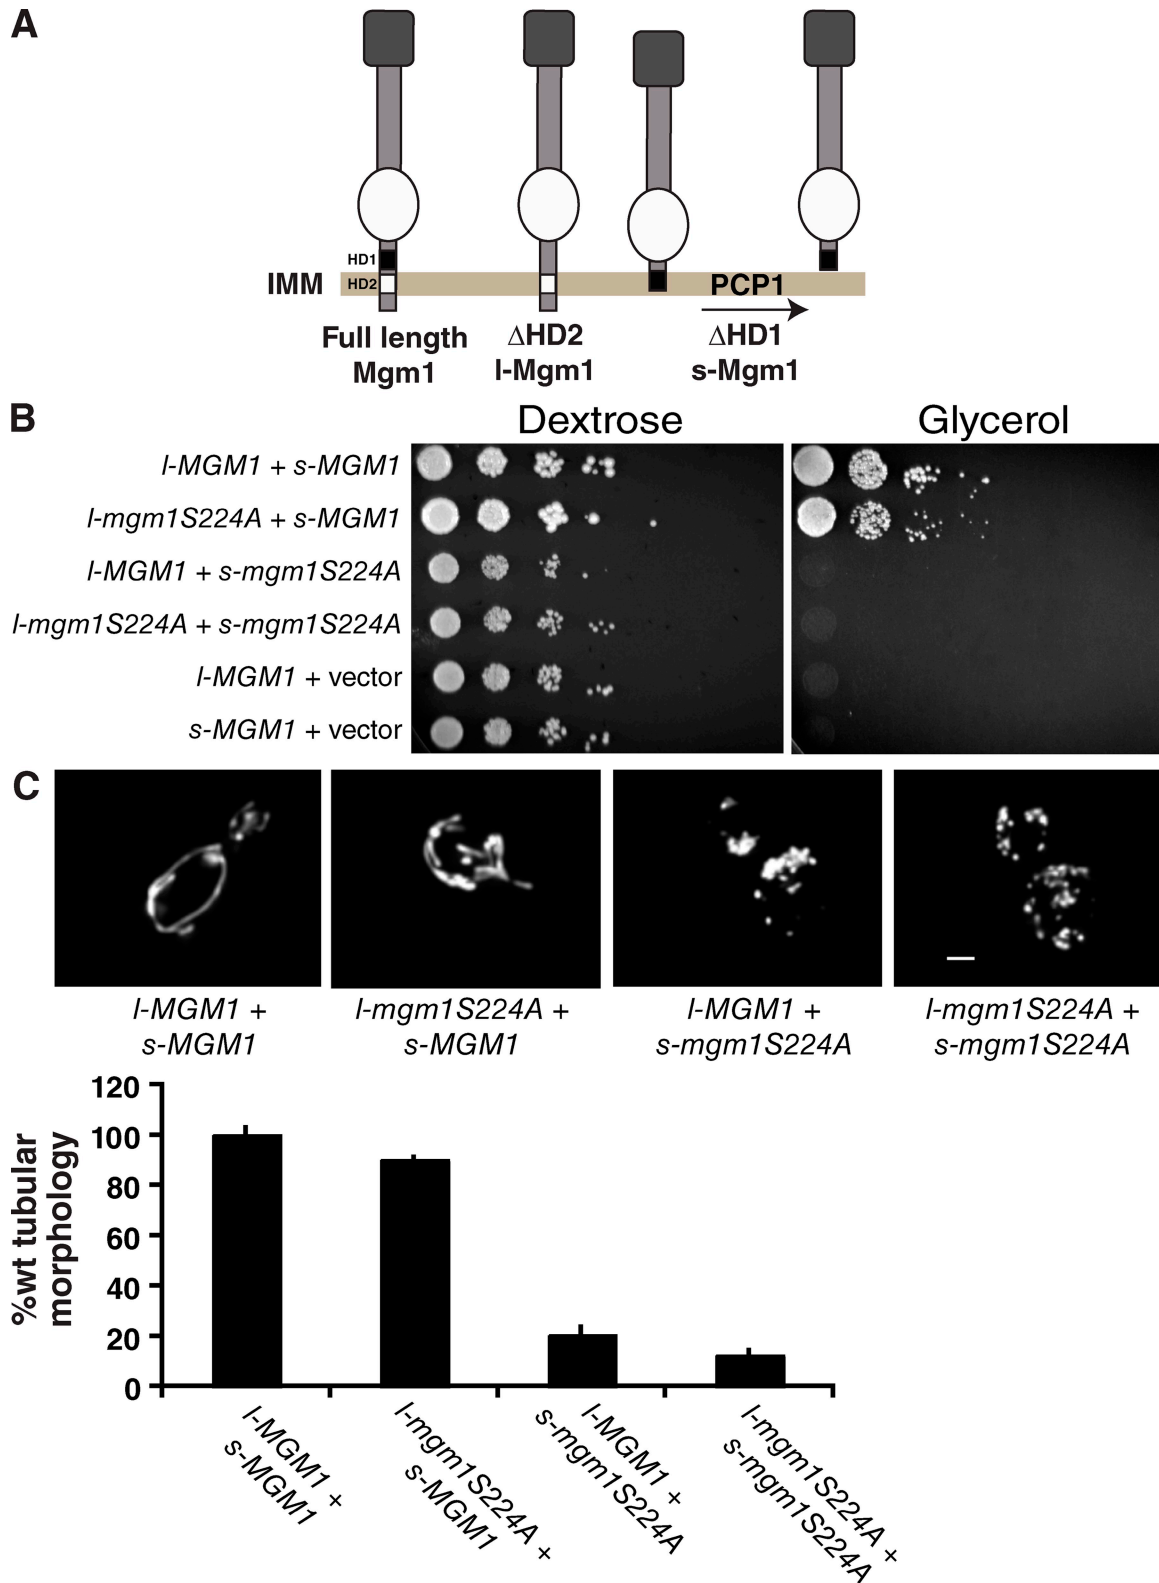 A
HD1
IMM
HD2
PCP1
Full length
Mgm1
ΔHD2
l-Mgm1
ΔHD1
s-Mgm1
B
Dextrose
Glycerol
l-MGM1 + s-MGM1
l-mgm1S224A + s-MGM1
l-MGM1 + s-mgm1S224A
l-mgm1S224A + s-mgm1S224A
l-MGM1 + vector
s-MGM1 + vector
C
l-MGM1 +
s-MGM1
l-mgm1S224A +
s-MGM1
l-MGM1 +
s-mgm1S224A
l-mgm1S224A +
s-mgm1S224A
%wt tubular
morphology
120
100
80
60
40
20
0
l-MGM1 +
s-MGM1
l-mgm1S224A +
s-MGM1
l-MGM1 +
s-mgm1S224A
l-mgm1S224A +
s-mgm1S224A